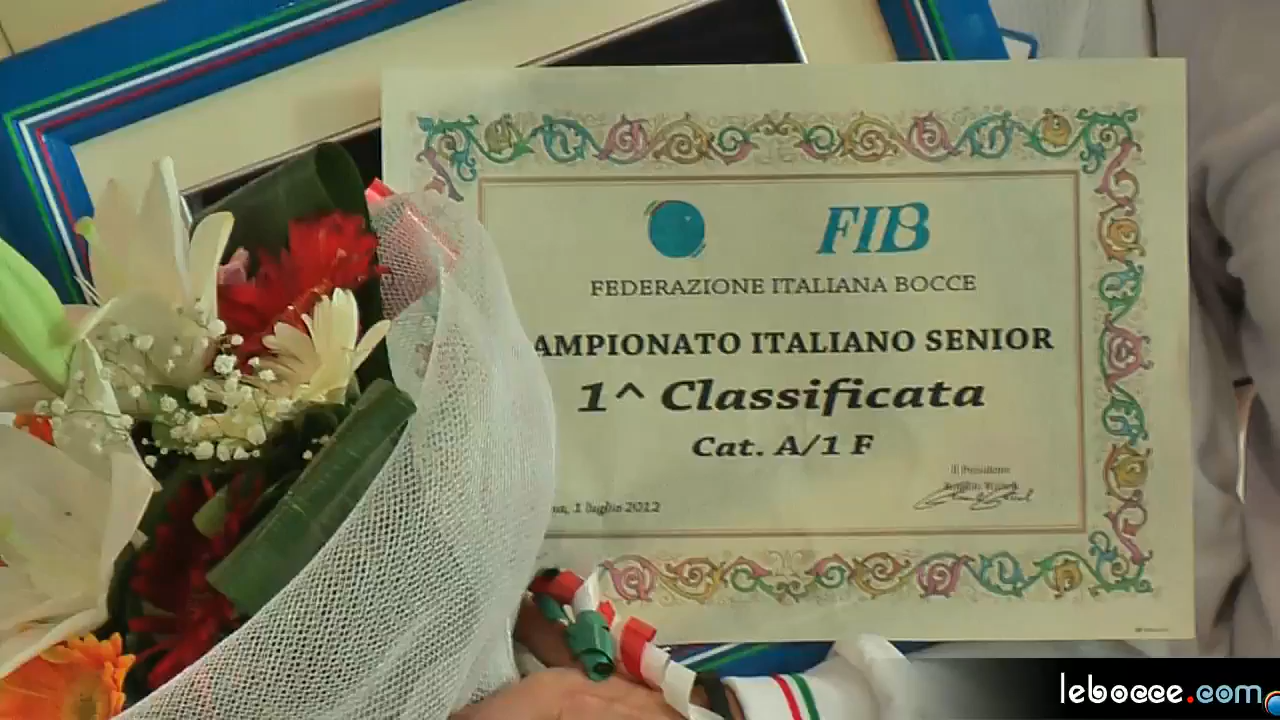 FIB
FEDERAZIONE ITALIANA BOCCE
AMPIONATO ITALIANO SENIOR
1^ Classificata
Cat. A/1 F
Il Presidente
1 luglio 2012
lebocce.com